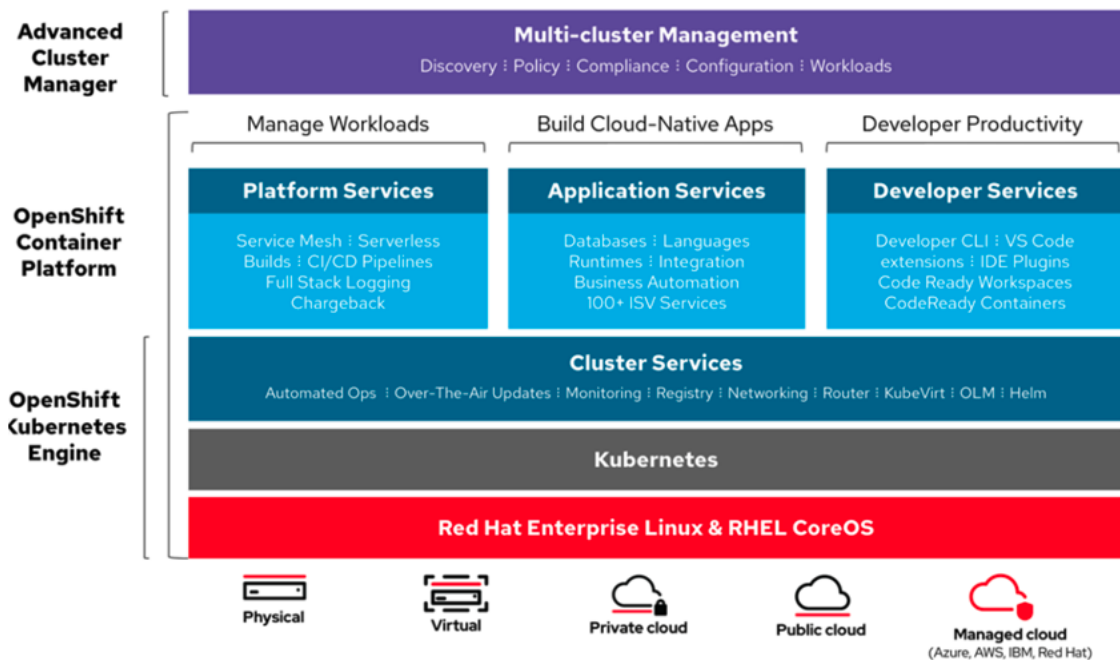 Advanced
Cluster
Manager
Multi-cluster Management
Discovery ⋮ Policy ⋮ Compliance ⋮ Configuration ⋮ Workloads
Manage Workloads
Build Cloud-Native Apps
Developer Productivity
OpenShift
Container
Platform
Platform Services
Service Mesh ⋮ Serverless
Builds ⋮ CI/CD Pipelines
Full Stack Logging
Chargeback
Application Services
Databases ⋮ Languages
Runtimes ⋮ Integration
Business Automation
100+ ISV Services
Developer Services
Developer CLI ⋮ VS Code
extensions ⋮ IDE Plugins
Code Ready Workspaces
CodeReady Containers
OpenShift
Kubernetes
Engine
Cluster Services
Automated Ops ⋮ Over-The-Air Updates ⋮ Monitoring ⋮ Registry ⋮ Networking ⋮ Router ⋮ KubeVirt ⋮ OLM ⋮ Helm
Kubernetes
Red Hat Enterprise Linux & RHEL CoreOS
Physical
Virtual
Private cloud
Public cloud
Managed cloud
(Azure, AWS, IBM, Red Hat)